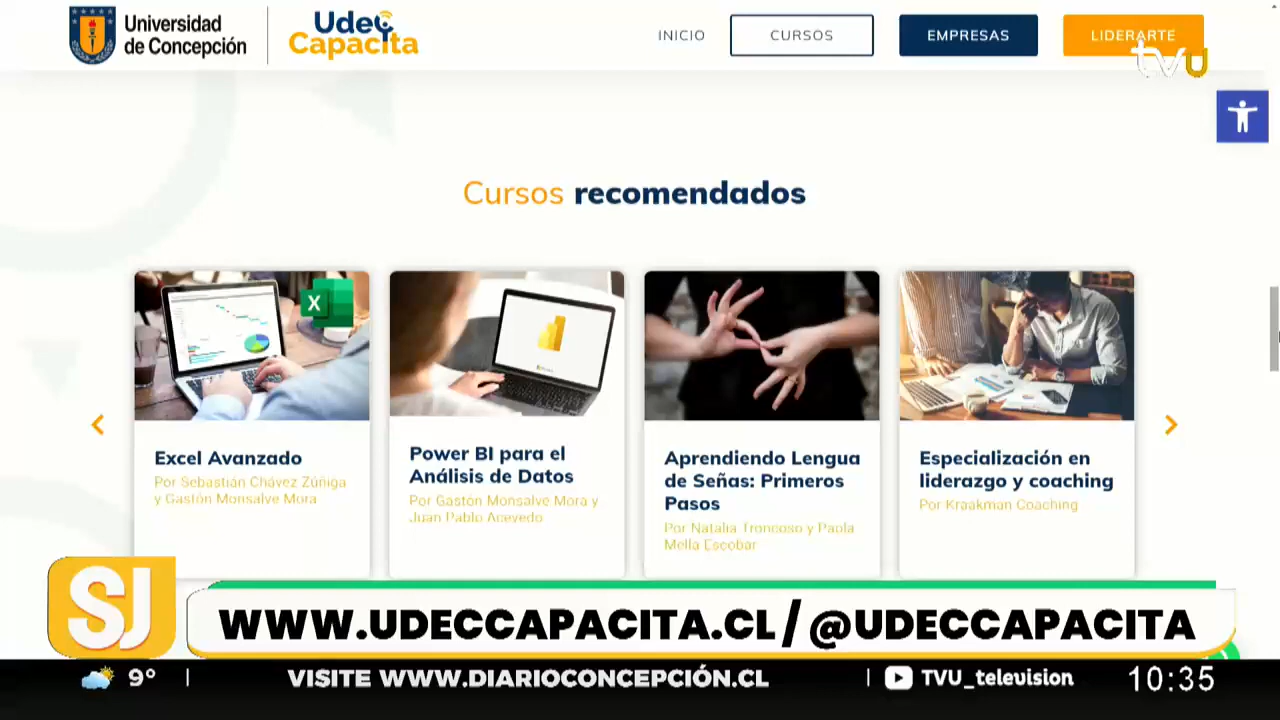 Universidad
de Concepción
UdeC
Capacita
INICIO
CURSOS
EMPRESAS
LIDERARTE
tvU
Cursos recomendados
X
Excel Avanzado
Por Sebastián Chávez Zúñiga
y Gastón Monsalve Mora
Power BI para el
Análisis de Datos
Por Gastón Monsalve Mora y
Juan Pablo Acevedo
Aprendiendo Lengua
de Señas: Primeros
Pasos
Por Natalia Troncoso y Paola
Mella Escobar
Especialización en
liderazgo y coaching
Por Kraakman Coaching
SJ
WWW.UDECCAPACITA.CL/@UDECCAPACITA
9° | VISITE WWW.DIARIOCONCEPCIÓN.CL | TVU_television 10:35